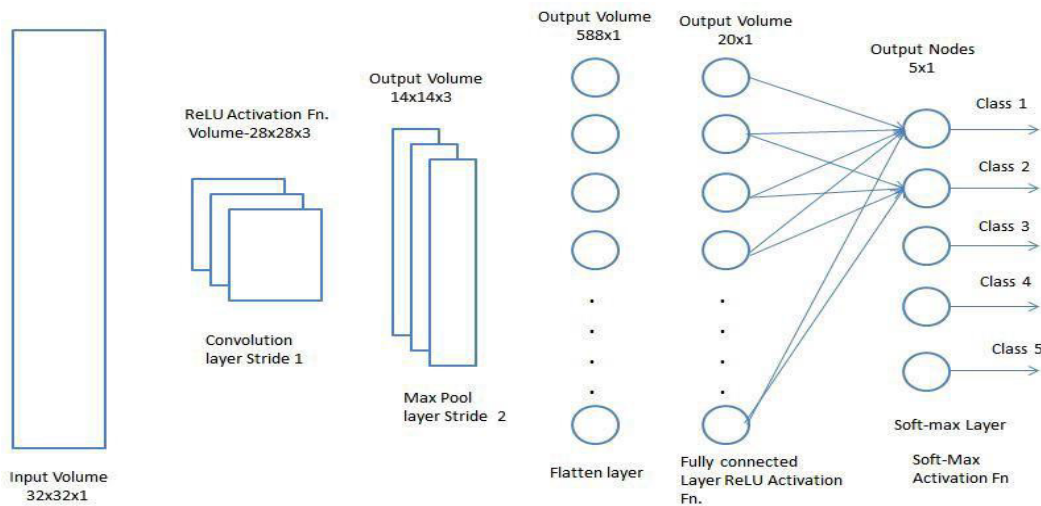 Input Volume
32x32x1
ReLU Activation Fn.
Volume-28x28x3
Convolution
layer Stride 1
Output Volume
14x14x3
Max Pool
layer Stride 2
Output Volume
588x1
Flatten layer
Output Volume
20x1
Fully connected
Layer ReLU Activation
Fn.
Output Nodes
5x1
Class 1
Class 2
Class 3
Class 4
Class 5
Soft-max Layer
Soft-Max
Activation Fn